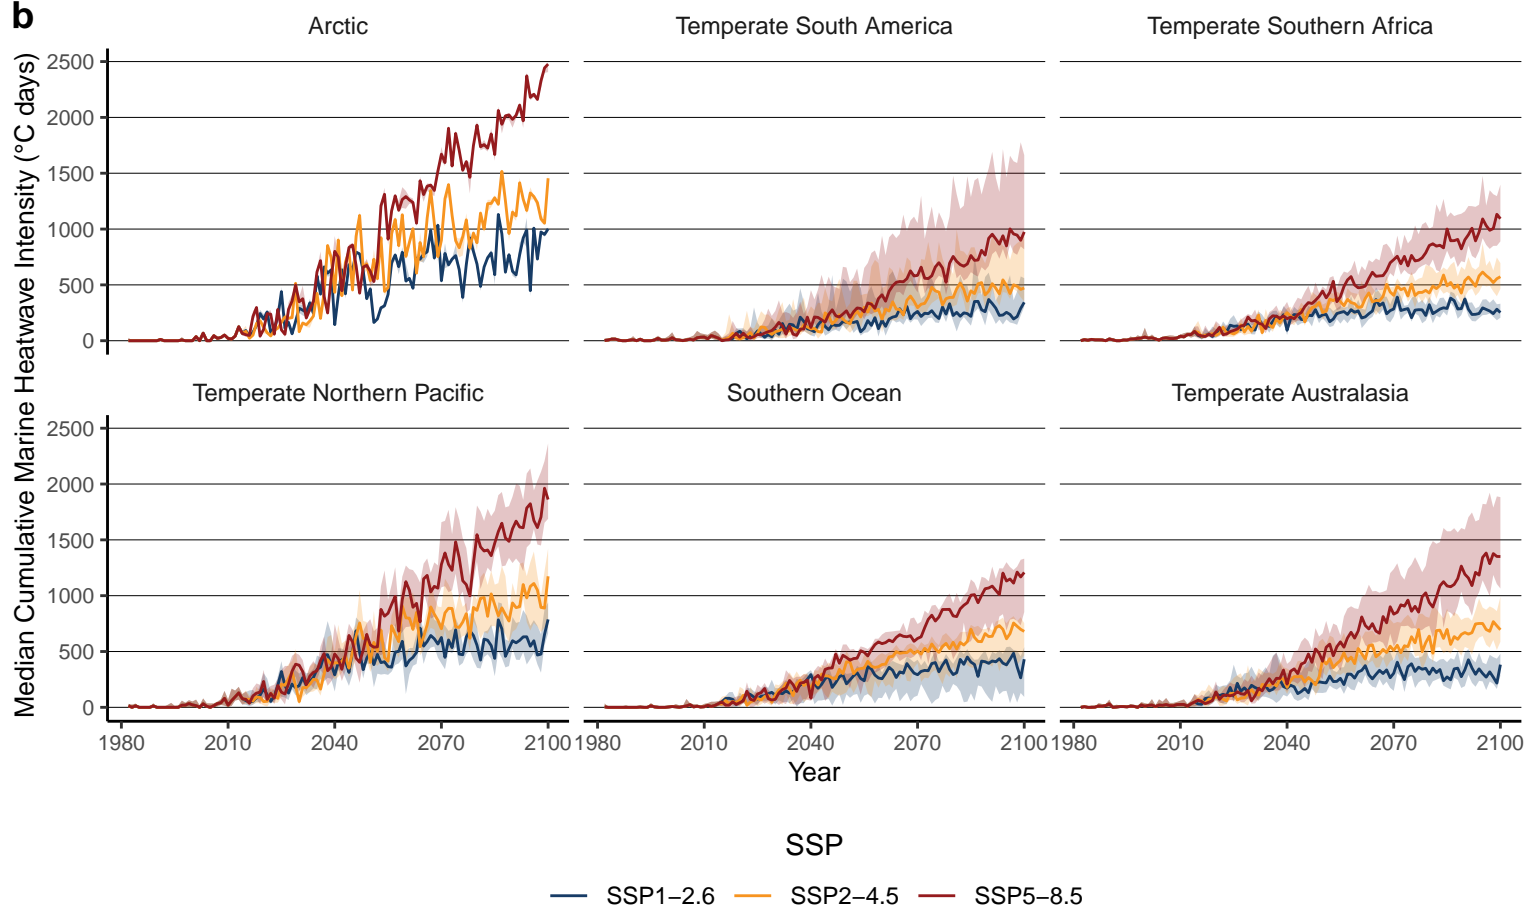 b
Arctic
Temperate South America
Temperate Southern Africa
Median Cumulative Marine Heatwave Intensity (°C days)
2500
2000
1500
1000
500
0
Temperate Northern Pacific
Southern Ocean
Temperate Australasia
2500
2000
1500
1000
500
0
1980 2010 2040 2070 2100 1980 2010 2040 2070 2100 1980 2010 2040 2070 2100
Year
SSP
SSP1−2.6 SSP2−4.5 SSP5−8.5